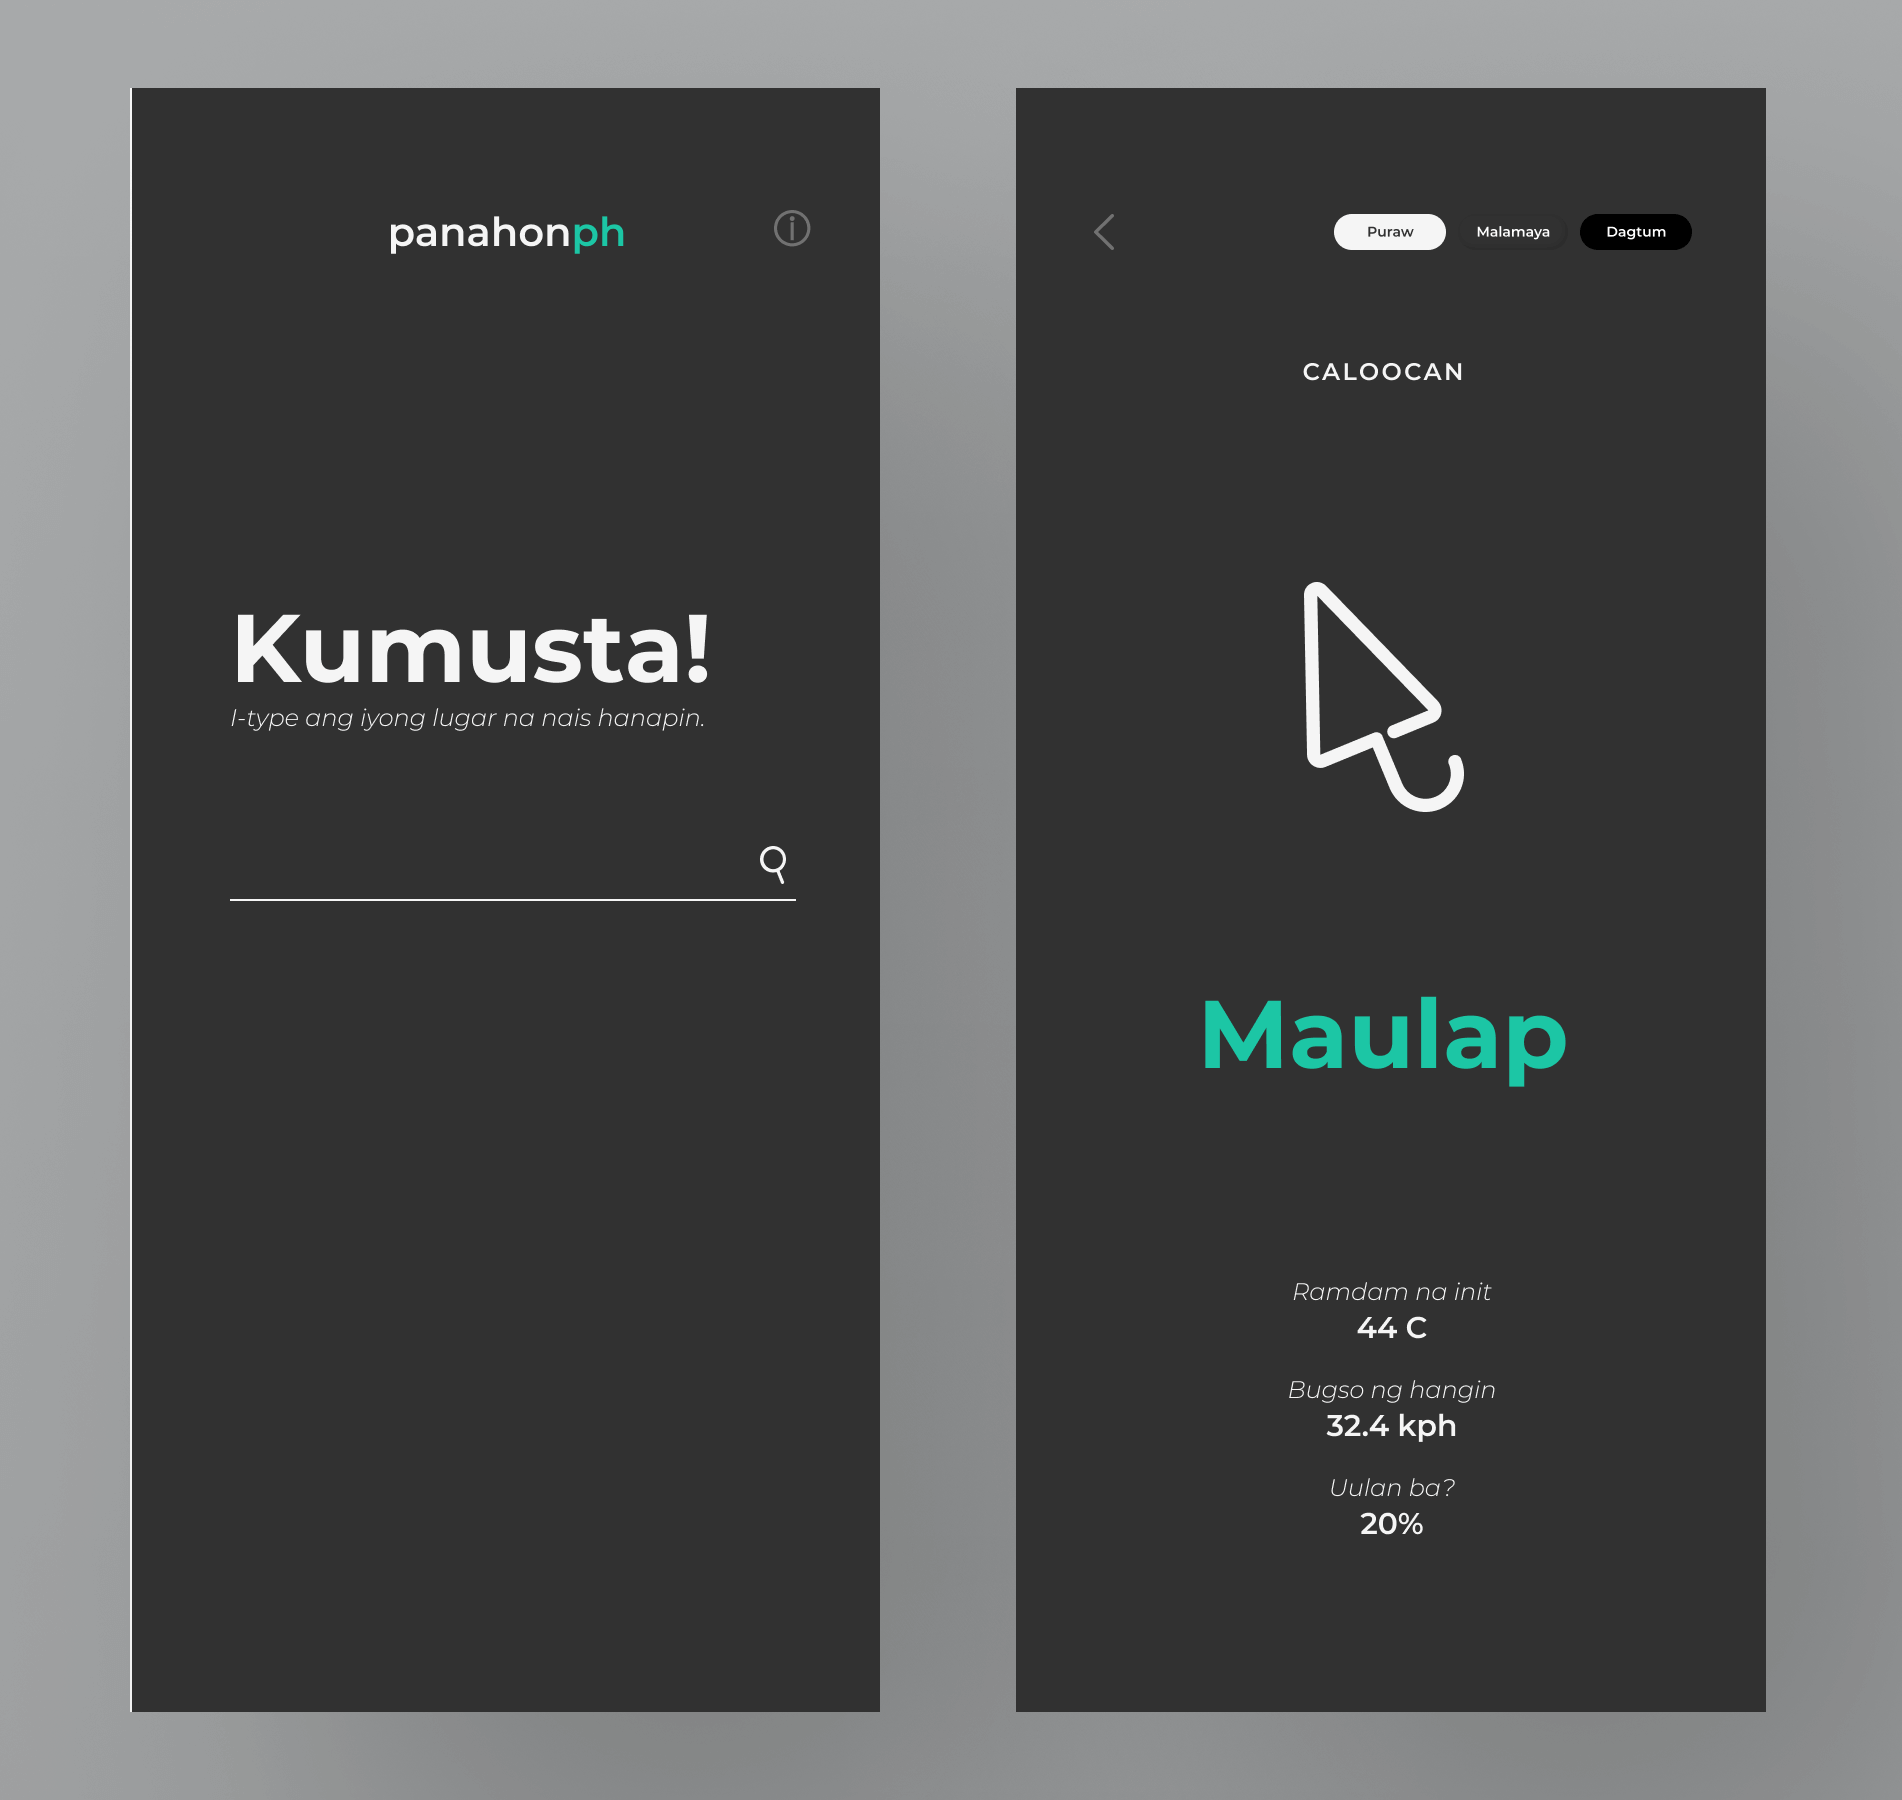 panahonph
Kumusta!
I-type ang iyong lugar na nais hanapin.
Puraw
Malamaya
Dagtum
CALOOCAN
Maulap
Ramdam na init
44 C
Bugso ng hangin
32.4 kph
Uulan ba?
20%